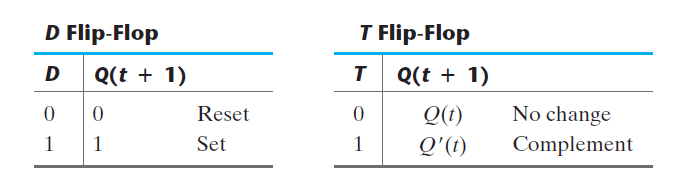 D Flip-Flop
D Q(t + 1)
0 0 Reset
1 1 Set
T Flip-Flop
T Q(t + 1)
0 Q(t) No change
1 Q'(t) Complement